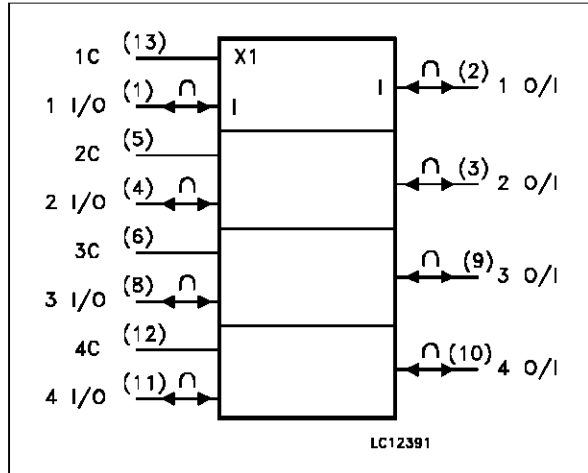 1C (13) X1
1 I/O (1) ∩ I
I ∩ (2) 1 O/I
2C (5)
2 I/O (4) ∩
∩ (3) 2 O/I
3C (6)
3 I/O (8) ∩
∩ (9) 3 O/I
4C (12)
4 I/O (11) ∩
∩ (10) 4 O/I
LC12391